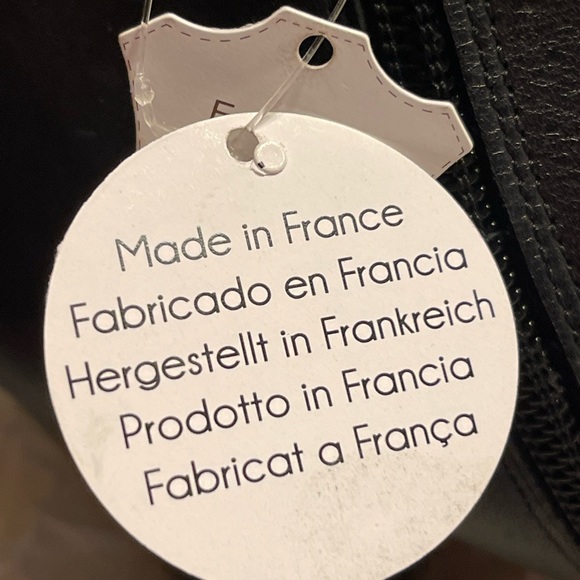 Made in France
Fabricado en Francia
Hergestellt in Frankreich
Prodotto in Francia
Fabricat a França